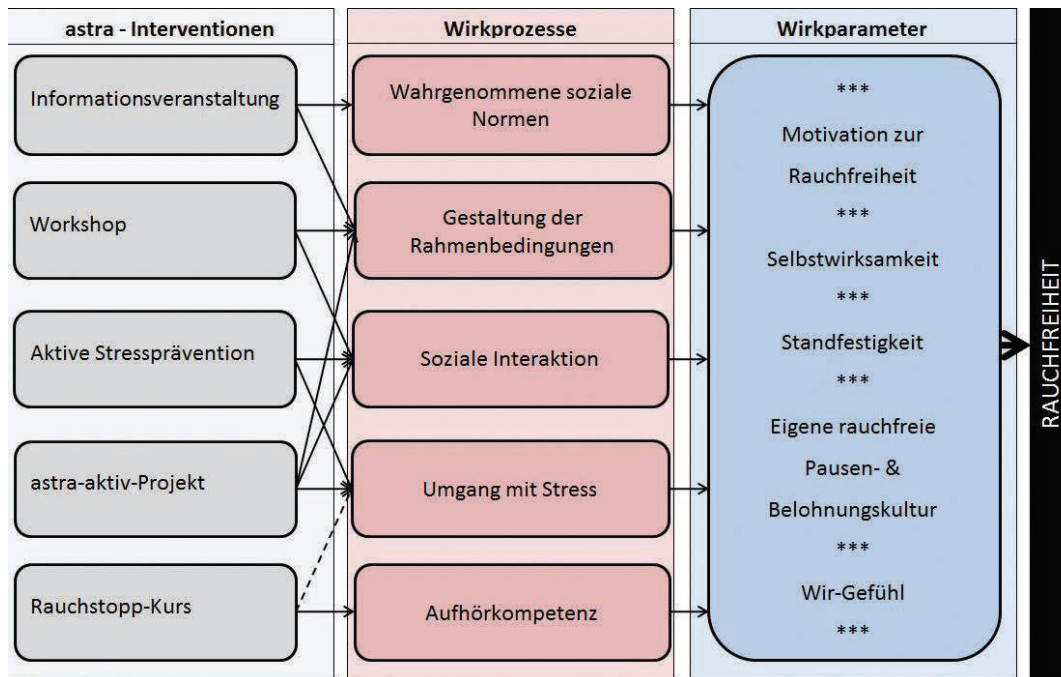 astra - Interventionen
Informationsveranstaltung
Workshop
Aktive Stressprävention
astra-aktiv-Projekt
Rauchstopp-Kurs
Wirkprozesse
Wahrgenommene soziale
Normen
Gestaltung der
Rahmenbedingungen
Soziale Interaktion
Umgang mit Stress
Aufhörkompetenz
Wirkparameter
***
Motivation zur
Rauchfreiheit
***
Selbstwirksamkeit
***
Standfestigkeit
***
Eigene rauchfreie
Pausen- &
Belohnungskultur
***
Wir-Gefühl
***
RAUCHFREIHEIT